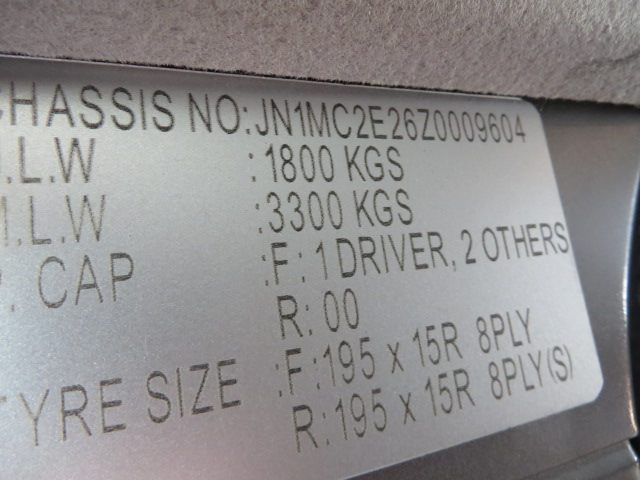 CHASSIS NO: JN1MC2E26Z0009604
.L.W : 1800 KGS
M.L.W : 3300 KGS
P. CAP : F : 1 DRIVER, 2 OTHERS
R: 00
TYRE SIZE : F : 195 x 15R 8PLY
R : 195 x 15R 8PLY(S)